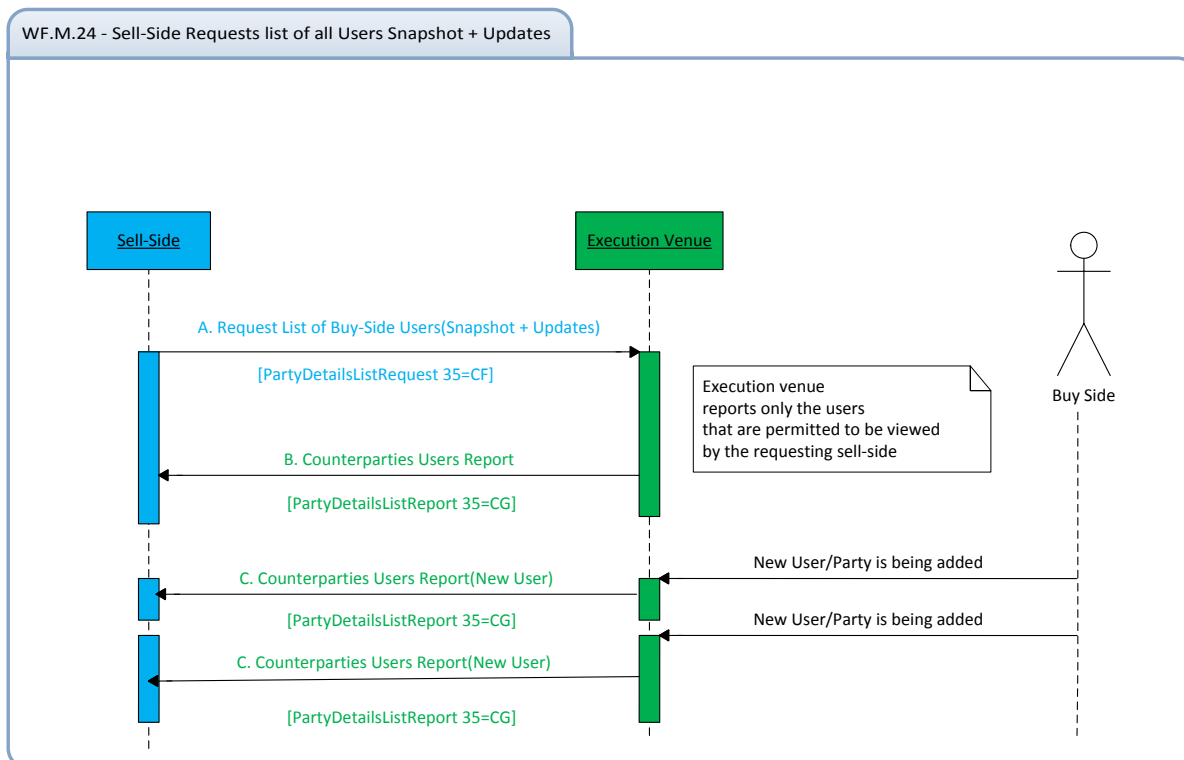 WF.M.24 - Sell-Side Requests list of all Users Snapshot + Updates
Sell-Side
Execution Venue
A. Request List of Buy-Side Users(Snapshot + Updates)
[PartyDetailsListRequest 35=CF]
Execution venue
reports only the users
that are permitted to be viewed
by the requesting sell-side
Buy Side
B. Counterparties Users Report
[PartyDetailsListReport 35=CG]
New User/Party is being added
C. Counterparties Users Report(New User)
[PartyDetailsListReport 35=CG]
New User/Party is being added
C. Counterparties Users Report(New User)
[PartyDetailsListReport 35=CG]